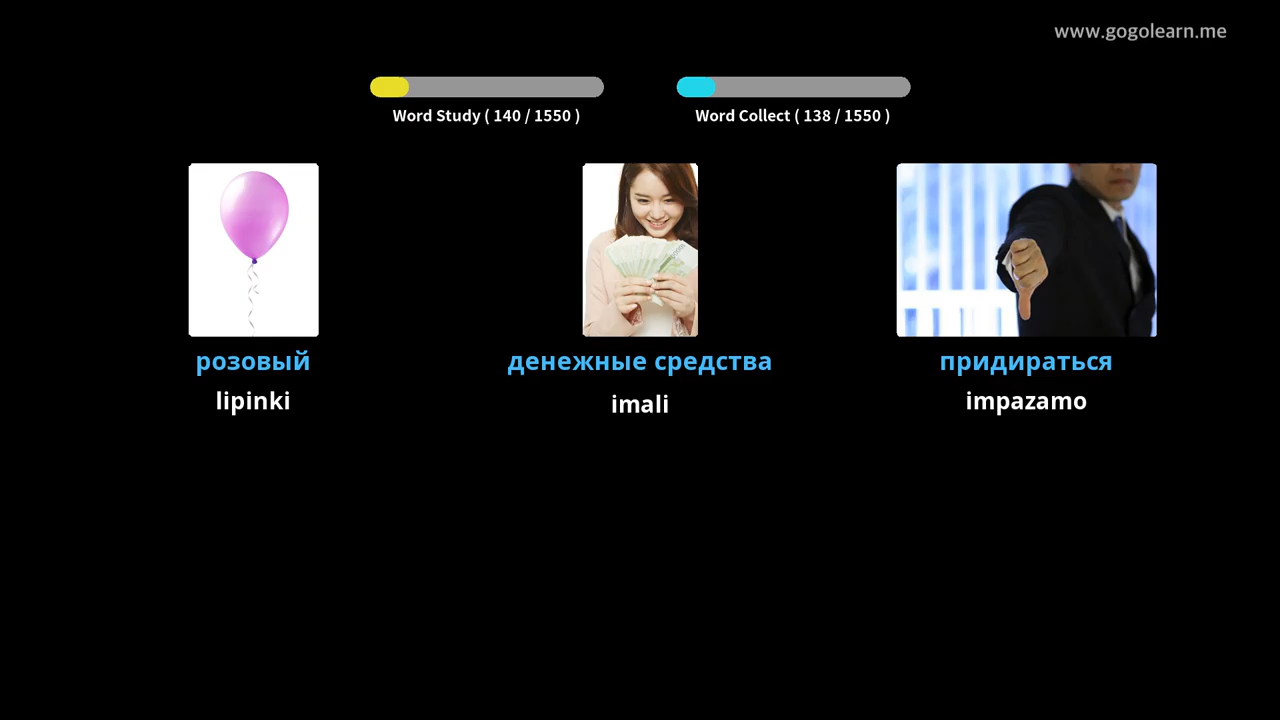 www.gogolearn.me
Word Study ( 140 / 1550 )
Word Collect ( 138 / 1550 )
розовый
lipinki
денежные средства
imali
придираться
impazamo